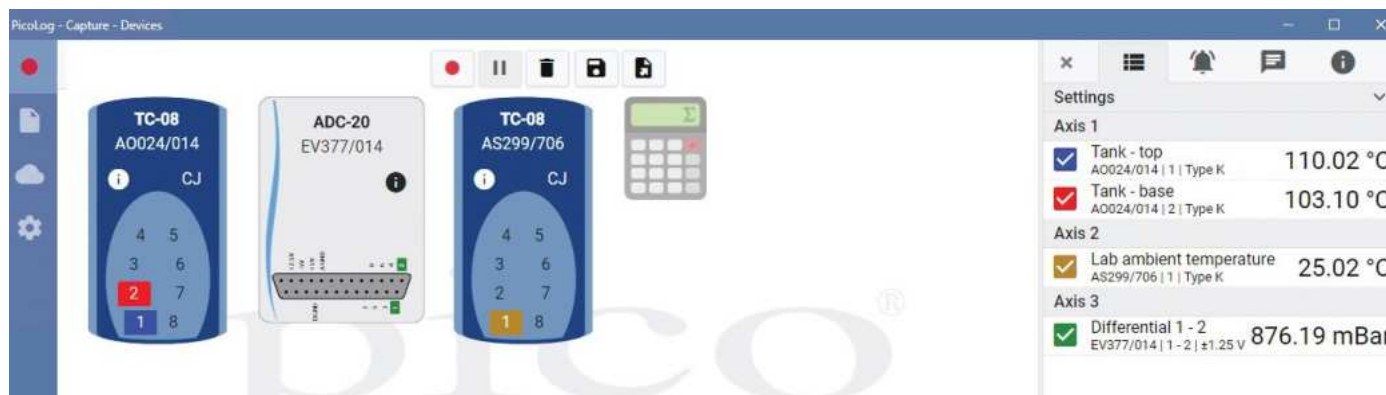 PicoLog - Capture - Devices
TC-08
AO024/014
CJ
4 5
3 6
2 7
1 8
ADC-20
EV377/014
TC-08
AS299/706
CJ
4 5
3 6
2 7
1 8
Σ
Settings
Axis 1
Tank - top
AO024/014 | 1 | Type K
110.02 °C
Tank - base
AO024/014 | 2 | Type K
103.10 °C
Axis 2
Lab ambient temperature
AS299/706 | 1 | Type K
25.02 °C
Axis 3
Differential 1 - 2
EV377/014 | 1 - 2 | ±1.25 V
876.19 mBar
pico
®